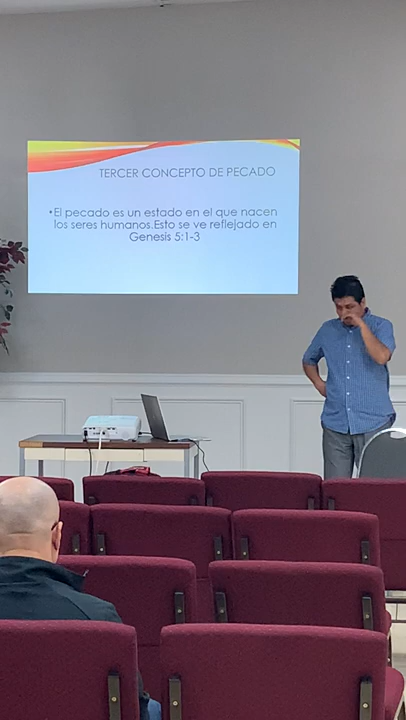 TERCER CONCEPTO DE PECADO
•El pecado es un estado en el que nacen
los seres humanos.Esto se ve reflejado en
Genesis 5:1-3